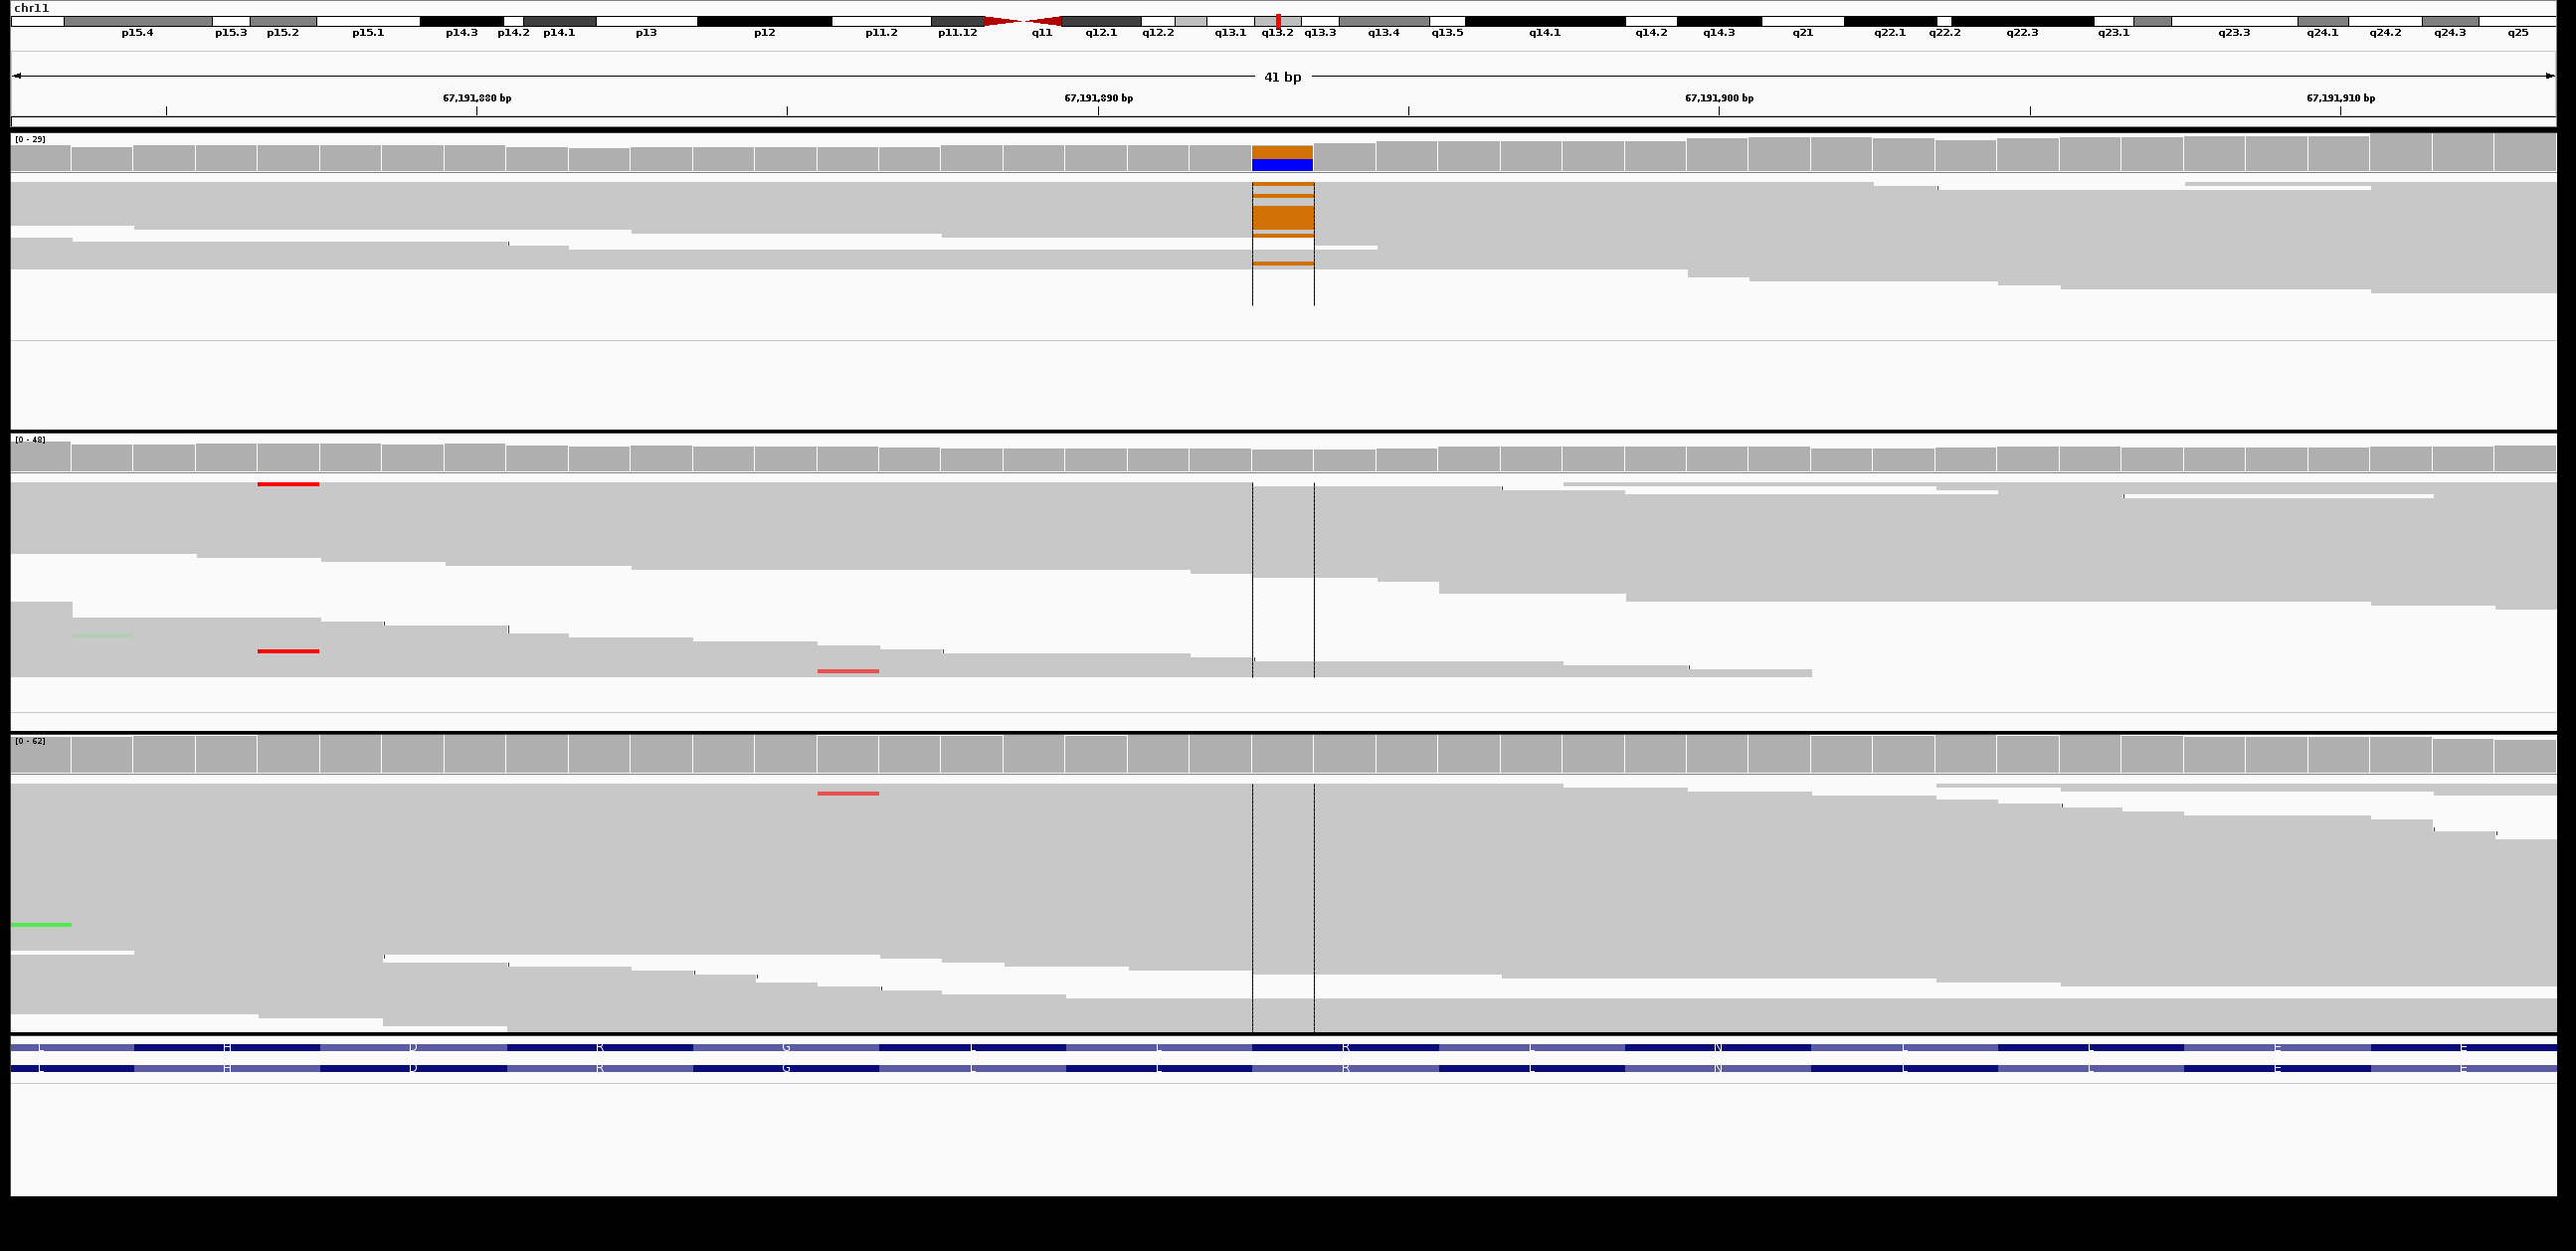 chr11
p15.4 p15.3 p15.2 p15.1 p14.3 p14.2 p14.1 p13 p12 p11.2 p11.12 q11 q12.1 q12.2 q13.1 q13.2 q13.3 q13.4 q13.5 q14.1 q14.2 q14.3 q21 q22.1 q22.2 q22.3 q23.1 q23.3 q24.1 q24.2 q24.3 q25
41 bp
67,191,880 bp 67,191,890 bp 67,191,900 bp 67,191,910 bp
[0 - 29]
[0 - 48]
[0 - 62]
L H D R G L L R L N L L E E
L H D R G L L R L N L L E E